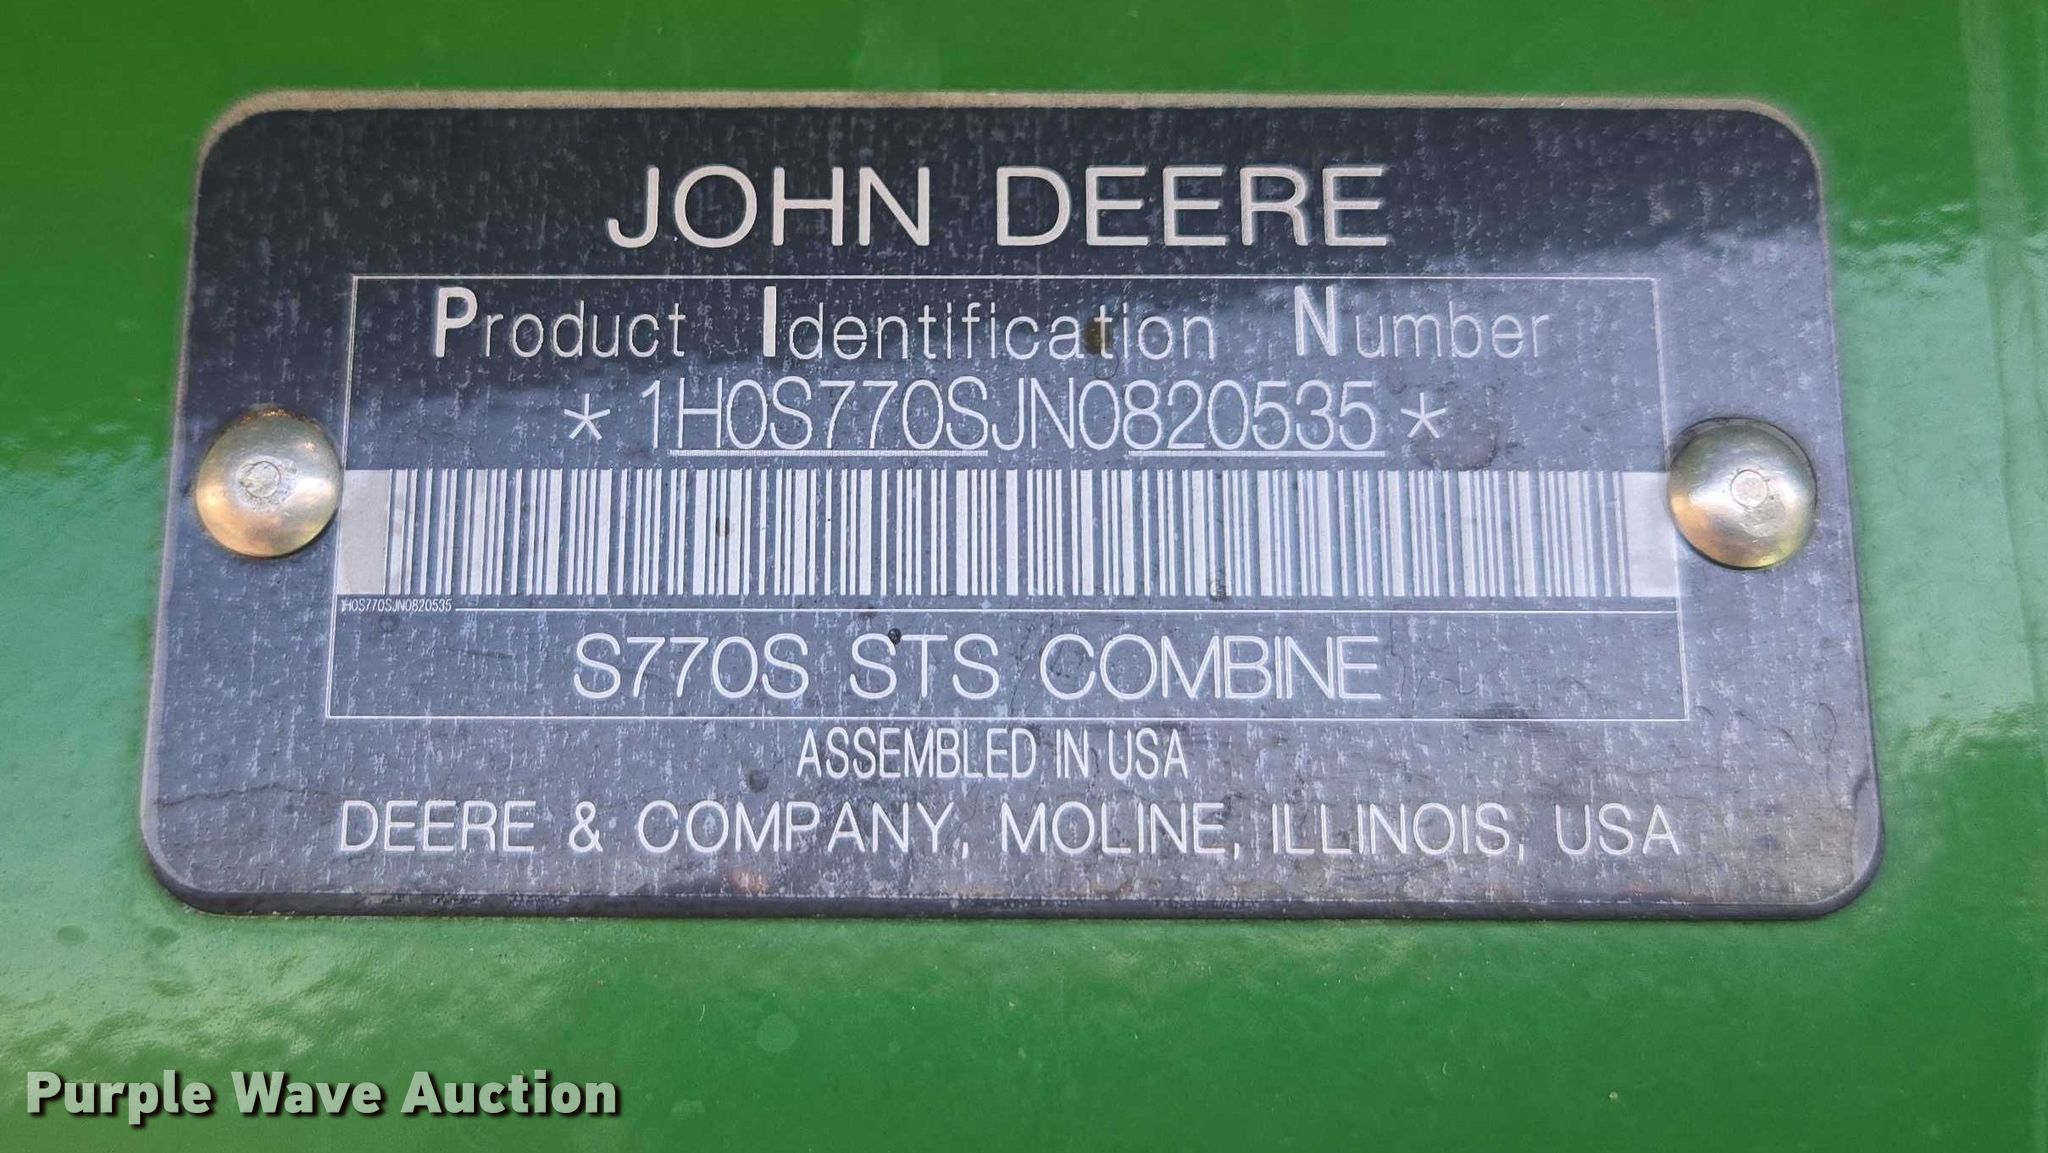 JOHN DEERE
Product Identification Number
*1H0S770SJN0820535*
1H0S770SJN0820535
S770S STS COMBINE
ASSEMBLED IN USA
DEERE & COMPANY, MOLINE, ILLINOIS, USA
Purple Wave Auction